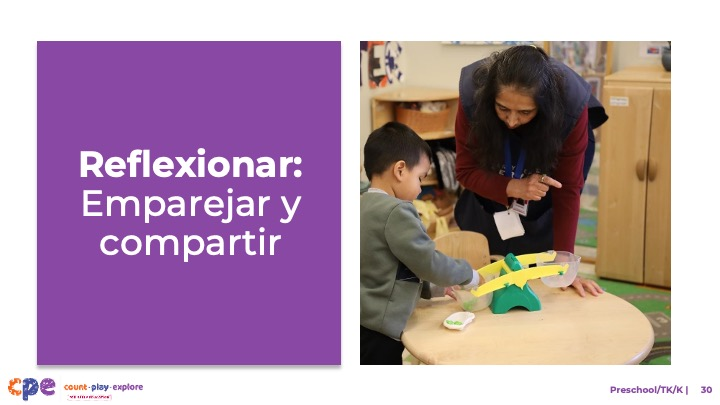 Reflexionar:
Emparejar y
compartir
cpe
count·play·explore
Preschool/TK/K | 30